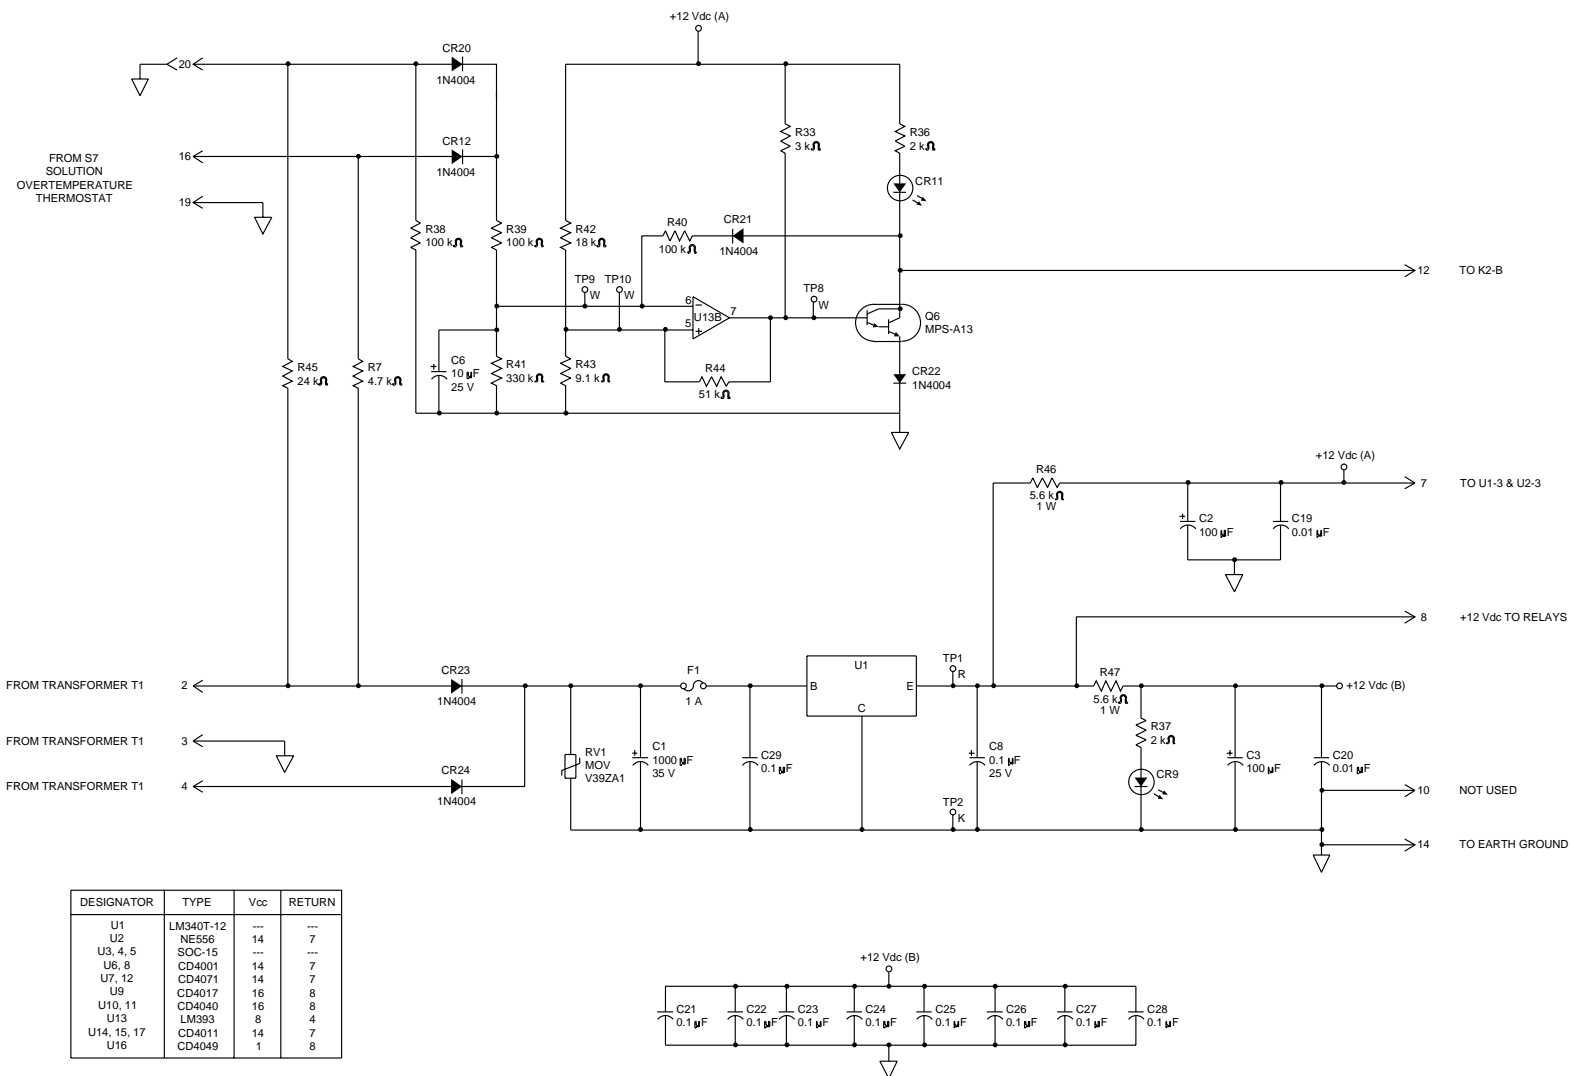 +12 Vdc (A)
20
CR20
1N4004
16
CR12
1N4004
FROM S7
SOLUTION
OVERTEMPERATURE
THERMOSTAT
19
R38
100 kΩ
R39
100 kΩ
R42
18 kΩ
R33
3 kΩ
R36
2 kΩ
CR11
R40
100 kΩ
CR21
1N4004
12
TO K2-B
TP9
W
TP10
W
6
−
U13B
5
+
7
TP8
W
Q6
MPS-A13
R45
24 kΩ
R7
4.7 kΩ
+
C6
10 µF
25 V
R41
330 kΩ
R43
9.1 kΩ
R44
51 kΩ
CR22
1N4004
R46
5.6 kΩ
1 W
+12 Vdc (A)
7
TO U1-3 & U2-3
+
C2
100 µF
C19
0.01 µF
8
+12 Vdc TO RELAYS
FROM TRANSFORMER T1
2
CR23
1N4004
F1
1 A
U1
B
E
C
TP1
R
R47
5.6 kΩ
1 W
+12 Vdc (B)
FROM TRANSFORMER T1
3
FROM TRANSFORMER T1
4
CR24
1N4004
RV1
MOV
V39ZA1
+
C1
1000 µF
35 V
C29
0.1 µF
TP2
K
+
C8
0.1 µF
25 V
R37
2 kΩ
CR9
+
C3
100 µF
C20
0.01 µF
10
NOT USED
14
TO EARTH GROUND
DESIGNATOR TYPE Vcc RETURN
U1 LM340T-12 --- ---
U2 NE556 14 7
U3, 4, 5 SOC-15 --- ---
U6, 8 CD4001 14 7
U7, 12 CD4071 14 7
U9 CD4017 16 8
U10, 11 CD4040 16 8
U13 LM393 8 4
U14, 15, 17 CD4011 14 7
U16 CD4049 1 8
+12 Vdc (B)
C21
0.1 µF
C22
0.1 µF
C23
0.1 µF
C24
0.1 µF
C25
0.1 µF
C26
0.1 µF
C27
0.1 µF
C28
0.1 µF